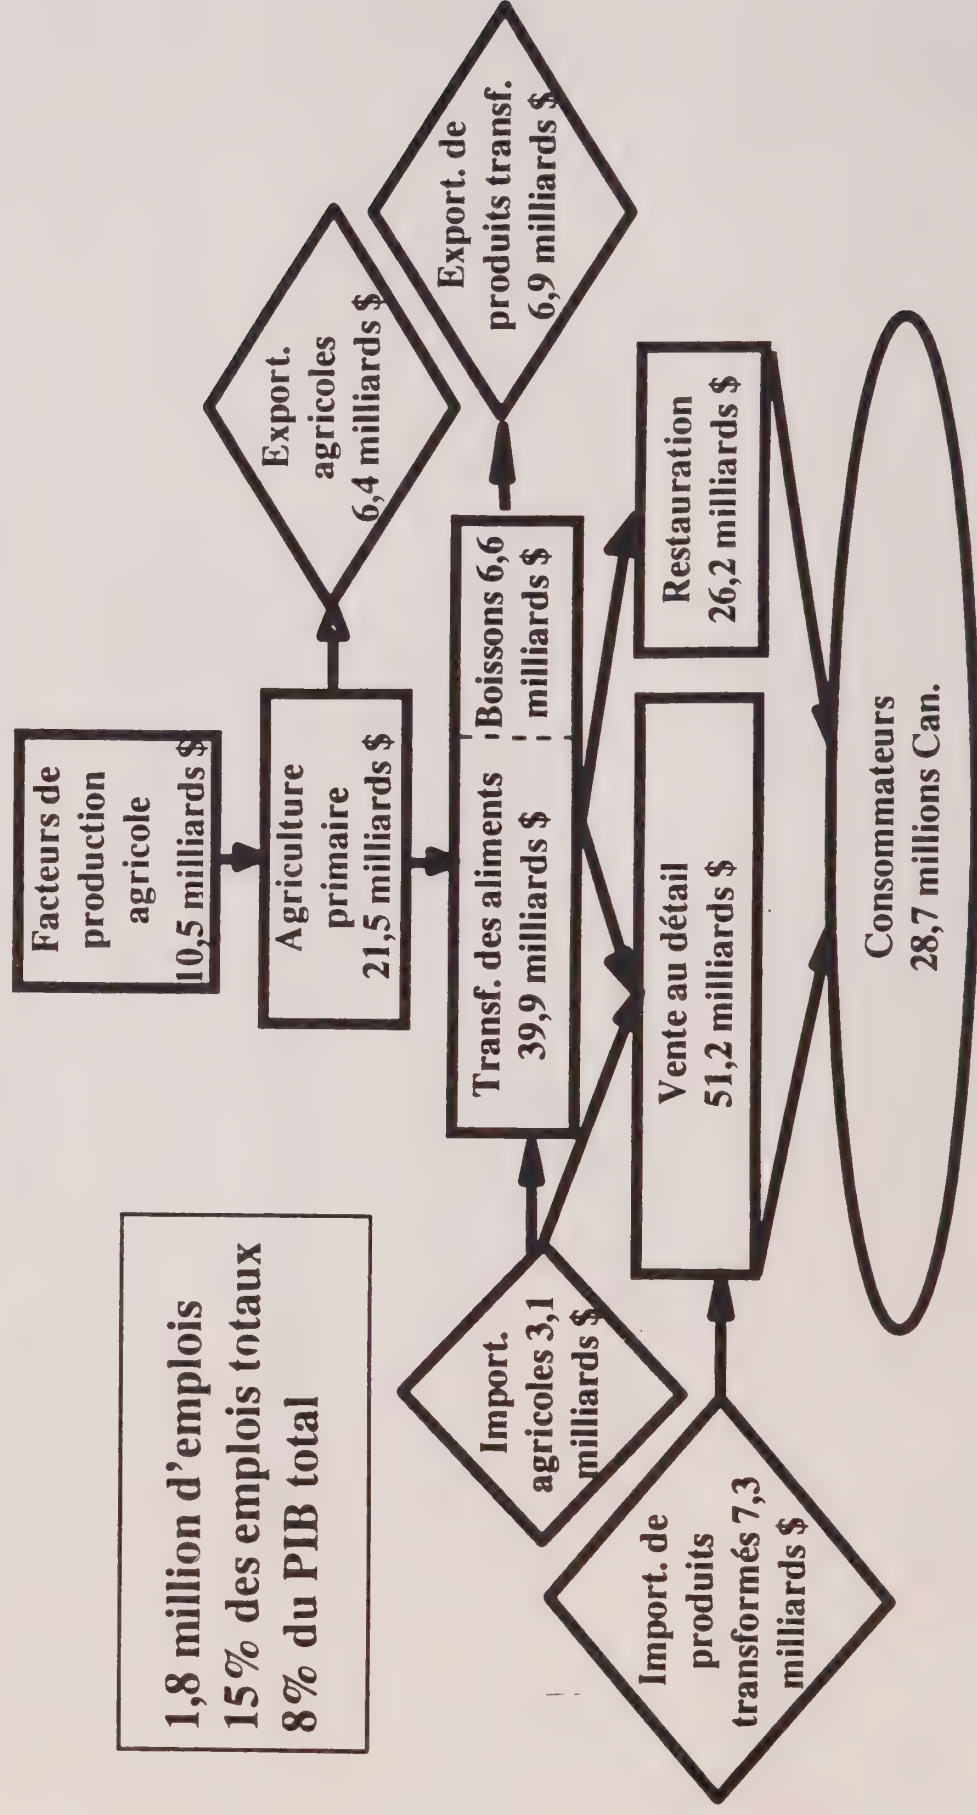 1,8 million d'emplois
15% des emplois totaux
8% du PIB total
Facteurs de
production
agricole
10,5 milliards $
Agriculture
primaire
21,5 milliards $
Export.
agricoles
6,4 milliards $
Transf. des aliments
39,9 milliards $
Boissons 6,6
milliards $
Export. de
produits transf.
6,9 milliards $
Import.
agricoles 3,1
milliards $
Import. de
produits
transformés 7,3
milliards $
Vente au détail
51,2 milliards $
Restauration
26,2 milliards $
Consommateurs
28,7 millions Can.